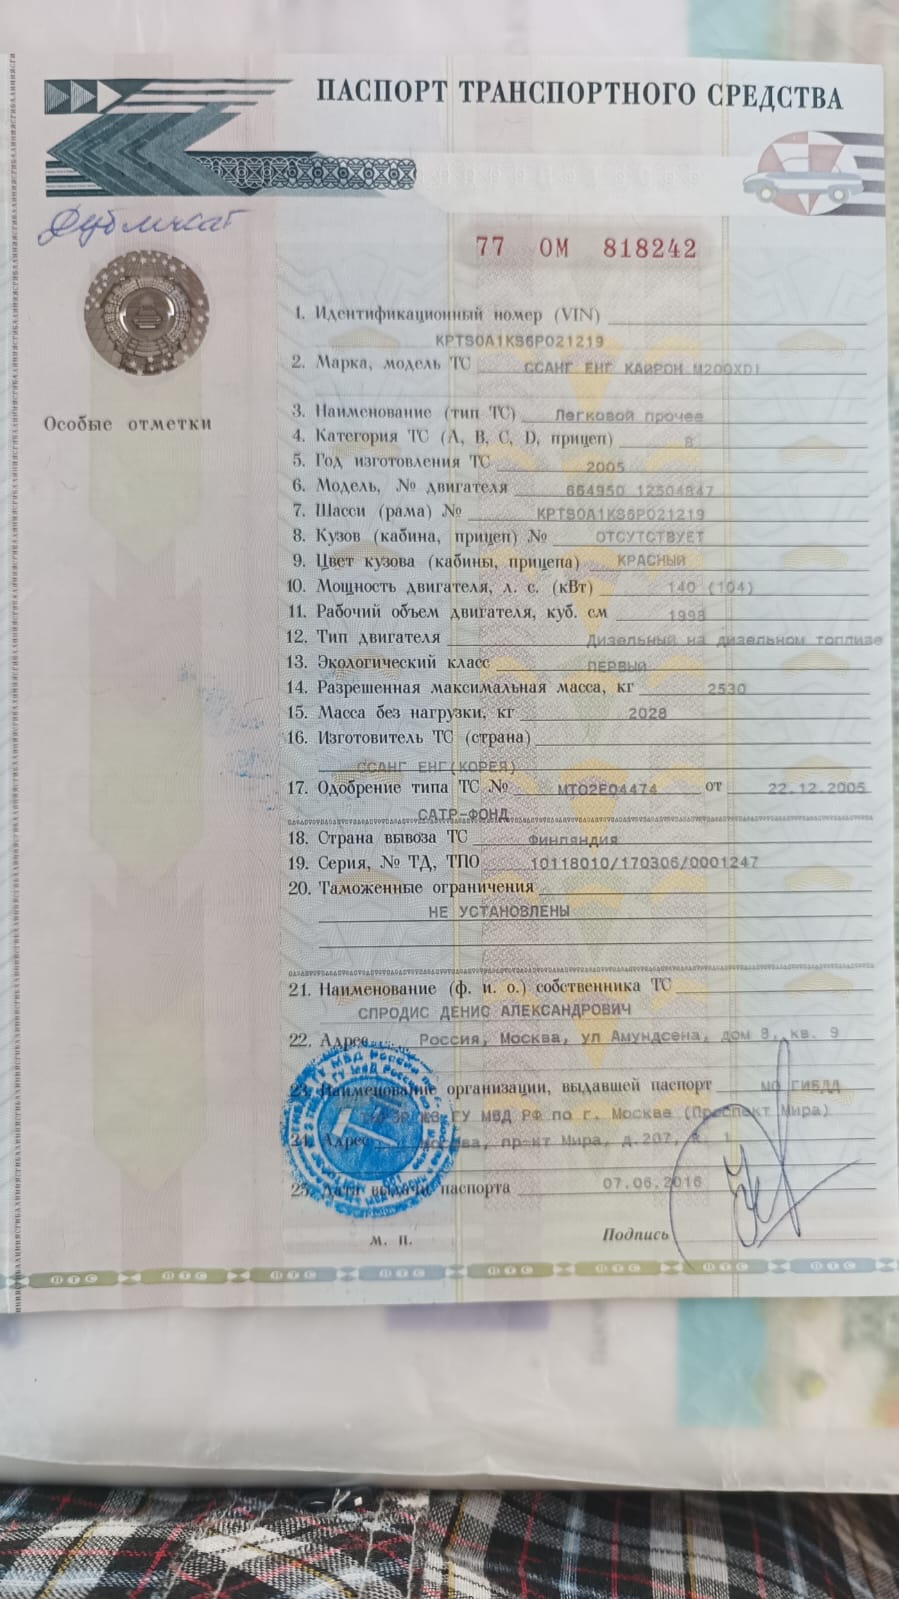 ПАСПОРТ ТРАНСПОРТНОГО СРЕДСТВА
Дубликат
77 ОМ 818242
Особые отметки
1. Идентификационный номер (VIN)
KPTS0A1KS6P021219
2. Марка, модель ТС ССАНГ ЕНГ КАЙРОН M200XDI
3. Наименование (тип ТС) Легковой прочее
4. Категория ТС (A, B, C, D, прицеп) B
5. Год изготовления ТС 2005
6. Модель, № двигателя 664950 12504847
7. Шасси (рама) № KPTS0A1KS6P021219
8. Кузов (кабина, прицеп) № ОТСУТСТВУЕТ
9. Цвет кузова (кабины, прицепа) КРАСНЫЙ
10. Мощность двигателя, л. с. (кВт) 140 (104)
11. Рабочий объем двигателя, куб. см 1998
12. Тип двигателя Дизельный на дизельном топливе
13. Экологический класс ПЕРВЫЙ
14. Разрешенная максимальная масса, кг 2530
15. Масса без нагрузки, кг 2028
16. Изготовитель ТС (страна)
ССАНГ ЕНГ(КОРЕЯ)
17. Одобрение типа ТС № МТ02Е04474 от 22.12.2005
САТР-ФОНД
18. Страна вывоза ТС Финляндия
19. Серия, № ТД, ТПО 10118010/170306/0001247
20. Таможенные ограничения
НЕ УСТАНОВЛЕНЫ
21. Наименование (ф. и. о.) собственника ТС
СПРОДИС ДЕНИС АЛЕКСАНДРОВИЧ
22. Адрес Россия, Москва, ул Амундсена, дом 8, кв. 9
23. Наименование организации, выдавшей паспорт МО ГИБДД
ГУ МВД РФ по г. Москве (Проспект Мира)
24. Адрес Москва, пр-кт Мира, д.207,
25. Дата выдачи паспорта 07.06.2016
М. П. Подпись
ПТС ПТС ПТС ПТС ПТС ПТС ПТС ПТС